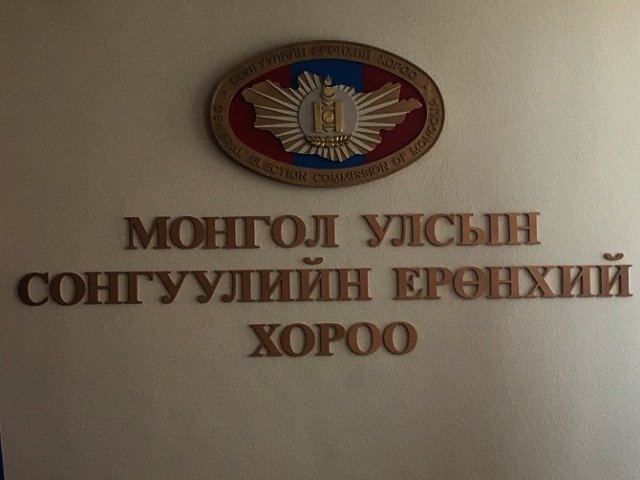 СОНГУУЛИЙН ЕРӨНХИЙ ХОРОО
GENERAL ELECTION COMMISSION OF MONGOLIA
МОНГОЛ УЛСЫН
СОНГУУЛИЙН ЕРӨНХИЙ
ХОРОО